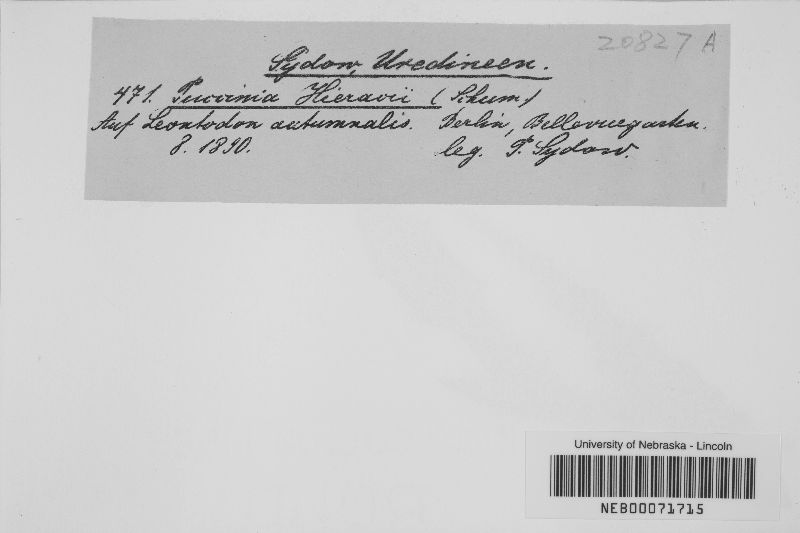 20827 A
Sydow, Uredineen.
471. Puccinia Hieracii (Schum.)
Auf Leontodon autumnalis. Berlin, Bellevuegarten.
8. 1890. leg. P. Sydow.
University of Nebraska - Lincoln
NEB00071715